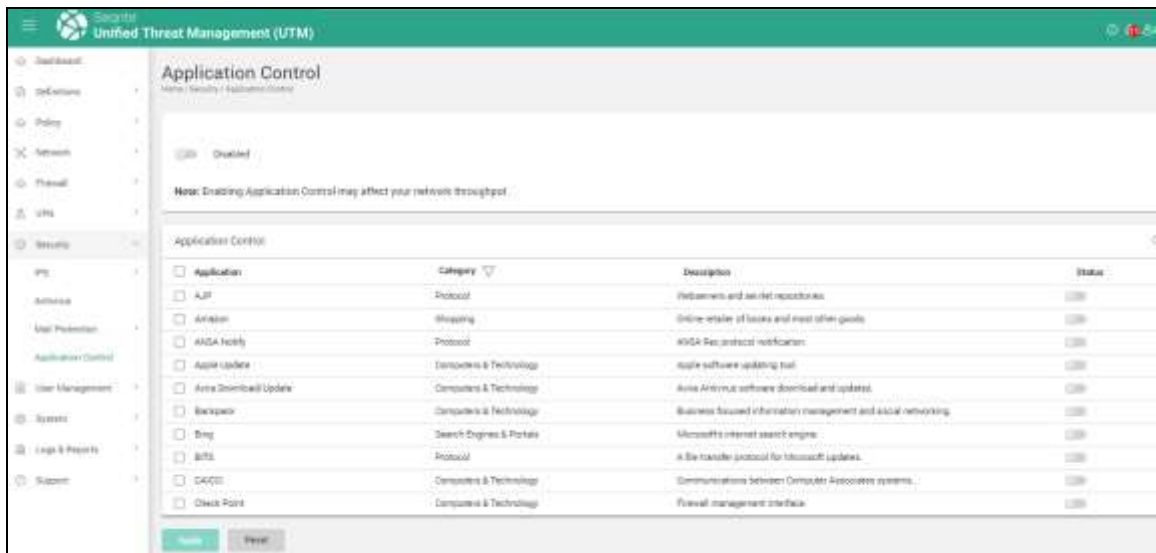 Seqrite
Unified Threat Management (UTM)
Dashboard
Definitions
Policy
Network
Firewall
VPN
Security
IPS
Antivirus
Mail Protection
Application Control
User Management
System
Logs & Reports
Support
Application Control
Home / Security / Application Control
Disabled
Note: Enabling Application Control may affect your network throughput.
Application Control
Application Category Description Status
AJP Protocol Webservers and servlet repositories.
Amazon Shopping Online retailer of books and most other goods.
ANSA Notify Protocol ANSA Rex protocol notification
Apple Update Computers & Technology Apple software updating tool.
Avira Download/Update Computers & Technology Avira Antivirus software download and updates.
Backpack Computers & Technology Business focused information management and social networking.
Bing Search Engines & Portals Microsoft's internet search engine.
BITS Protocol A file transfer protocol for Microsoft updates.
CAICCI Computers & Technology Communications between Computer Associates systems.
Check Point Computers & Technology Firewall management interface.
Apply Reset